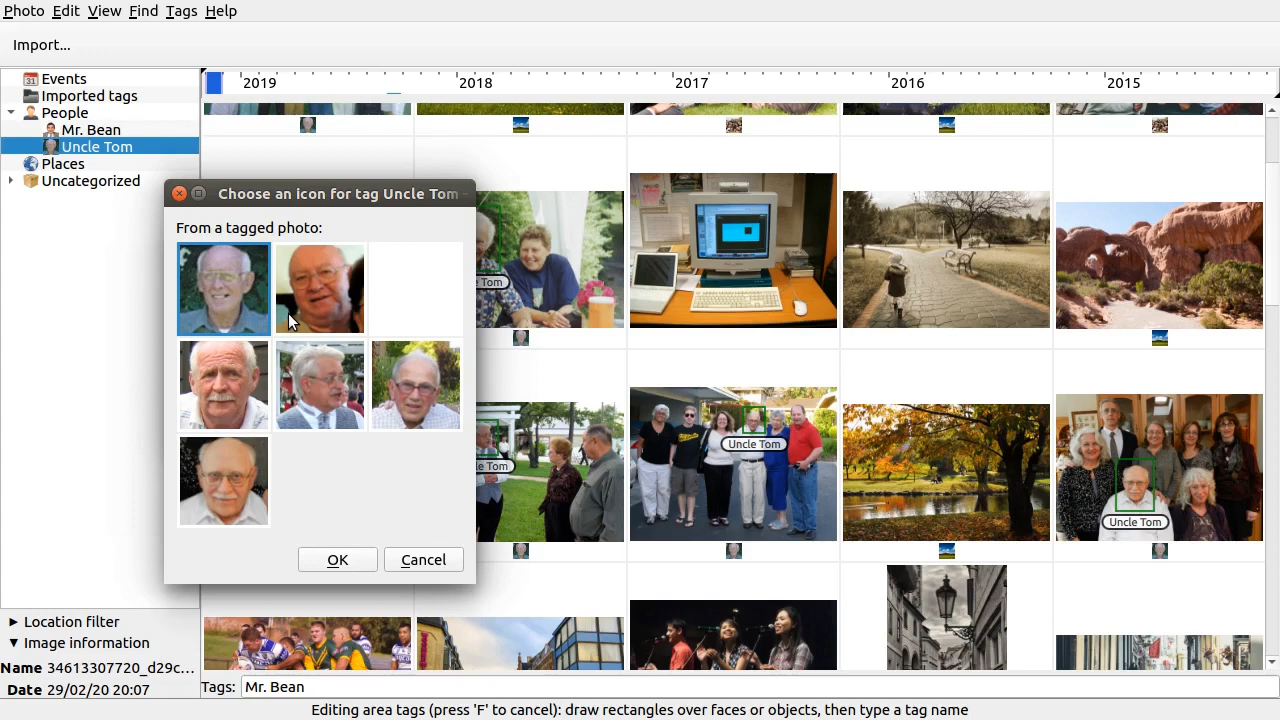 Photo Edit View Find Tags Help
Import...
Events
Imported tags
People
Mr. Bean
Uncle Tom
Places
Uncategorized
2019 2018 2017 2016 2015
Choose an icon for tag Uncle Tom
From a tagged photo:
OK Cancel
e Tom
le Tom
Uncle Tom
Uncle Tom
Location filter
Image information
Name 34613307720_d29c...
Date 29/02/20 20:07
Tags: Mr. Bean
Editing area tags (press 'F' to cancel): draw rectangles over faces or objects, then type a tag name